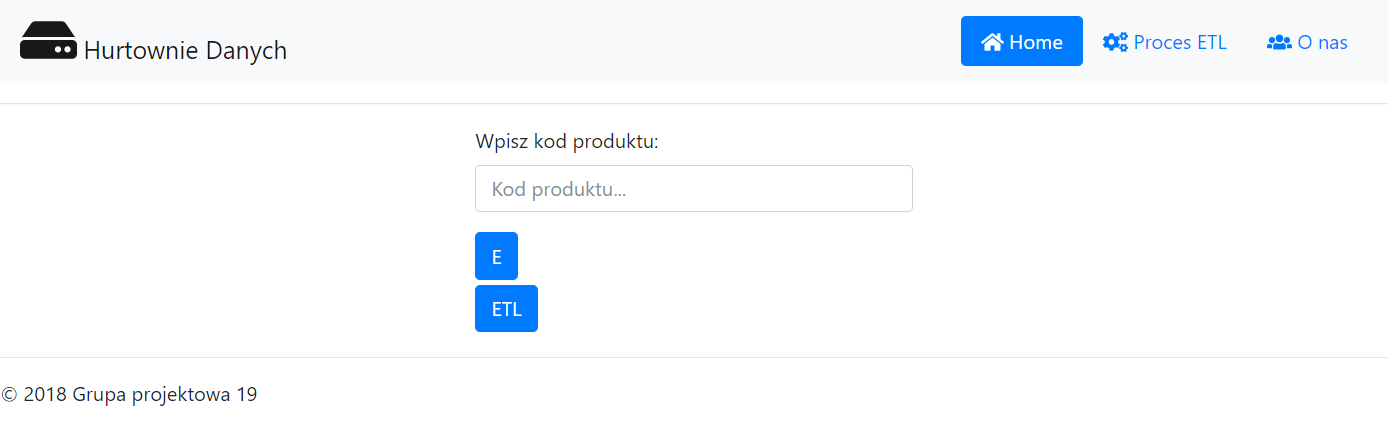 Hurtownie Danych
Home
Proces ETL
O nas
Wpisz kod produktu:
Kod produktu...
E
ETL
© 2018 Grupa projektowa 19